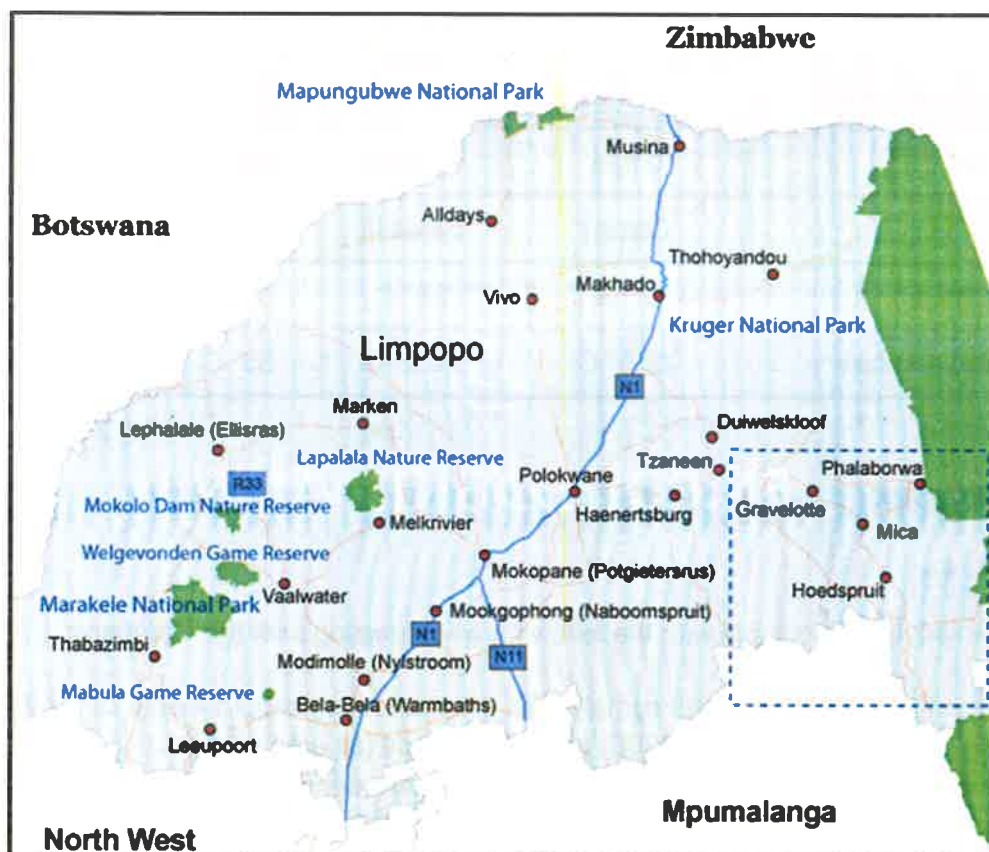 Zimbabwe
Mapungubwe National Park
Musina
Alldays
Botswana
Thohoyandou
Vivo
Makhado
Kruger National Park
Limpopo
N1
Marken
Duiwelskloof
Lephalale (Ellisras)
Lapalala Nature Reserve
Tzaneen
Phalaborwa
R33
Polokwane
Mokolo Dam Nature Reserve
Haenertsburg
Gravelotte
Melkrivier
Mica
Welgevonden Game Reserve
Mokopane (Potgietersrus)
Hoedspruit
Marakele National Park
Vaalwater
Mookgophong (Naboomspruit)
N1
Thabazimbi
N11
Modimolle (Nylstroom)
Mabula Game Reserve
Bela-Bela (Warmbaths)
Leeupoort
Mpumalanga
North West